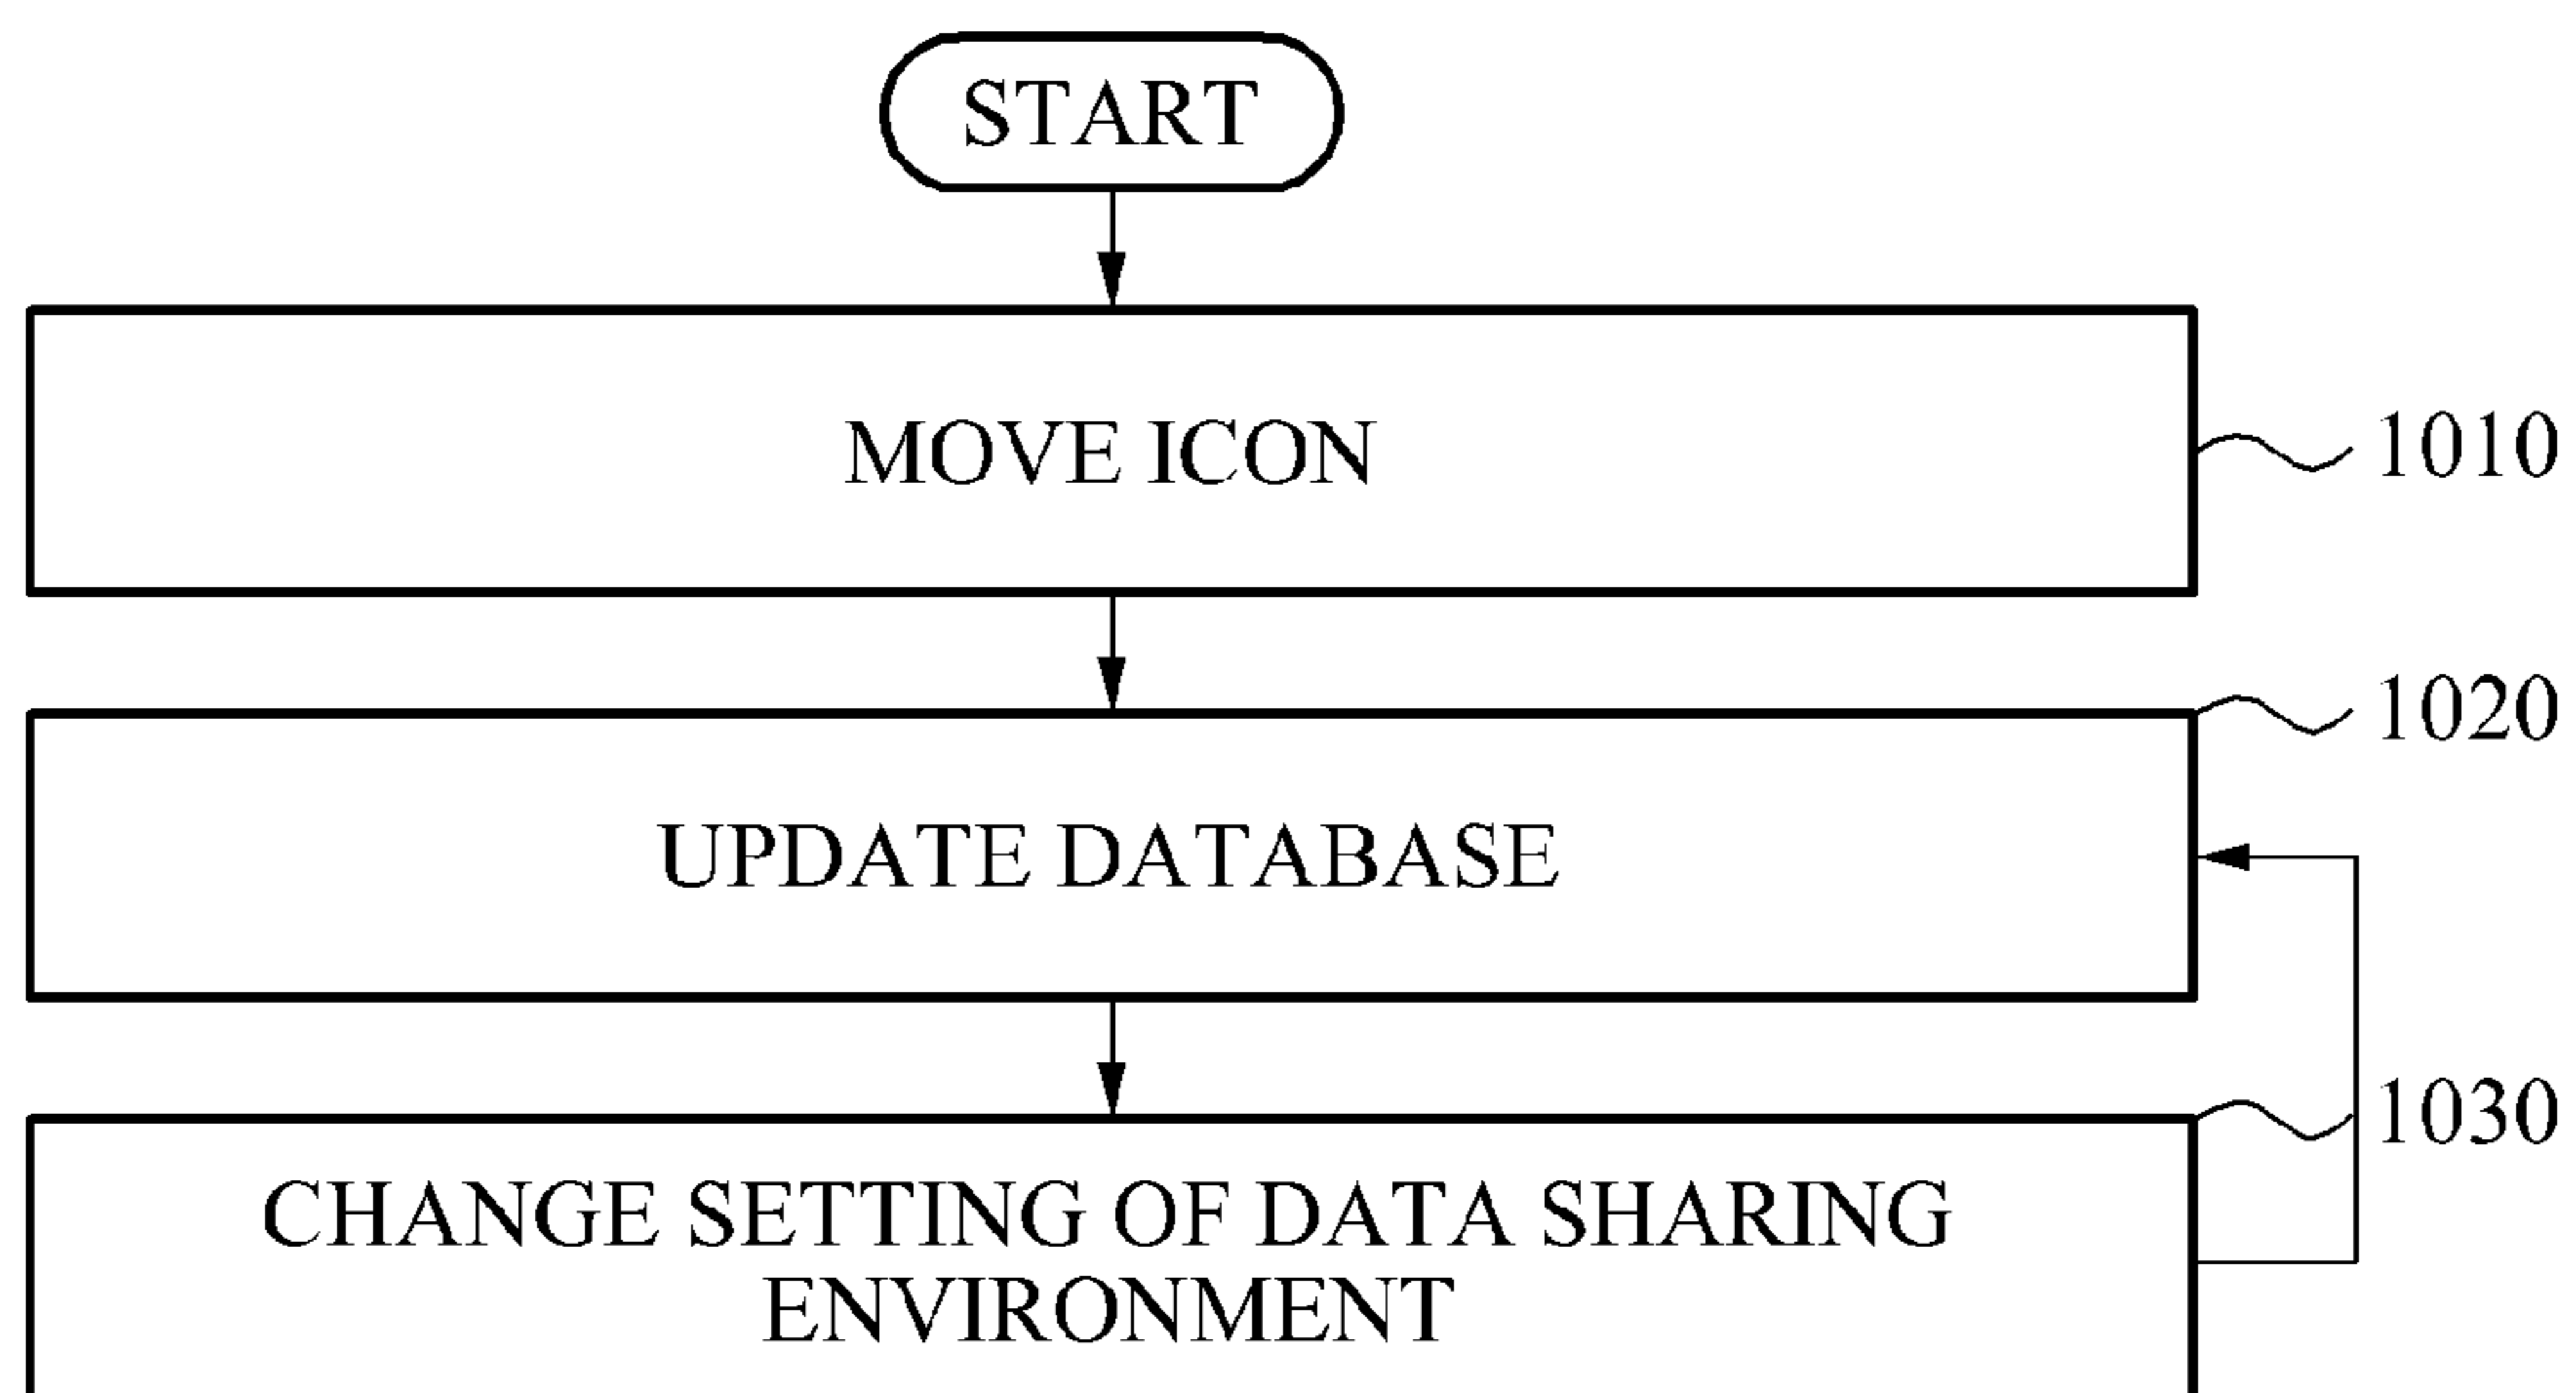 START
MOVE ICON
1010
1020
UPDATE DATABASE
1030
CHANGE SETTING OF DATA SHARING
ENVIRONMENT